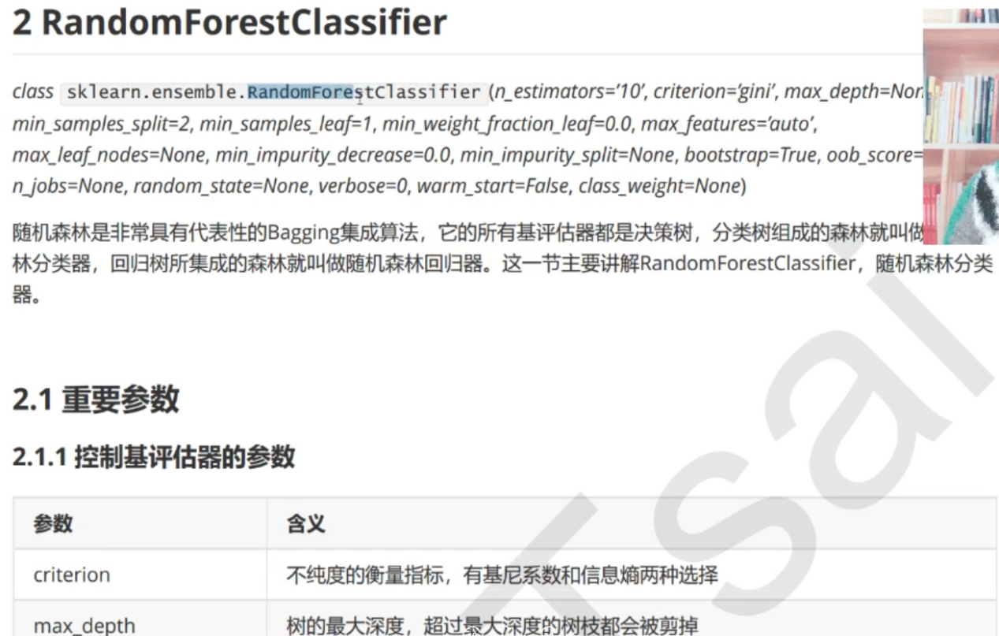 2 RandomForestClassifier
class sklearn.ensemble.RandomForestClassifier (n_estimators=‘10’, criterion=’gini’, max_depth=Non
min_samples_split=2, min_samples_leaf=1, min_weight_fraction_leaf=0.0, max_features=’auto’,
max_leaf_nodes=None, min_impurity_decrease=0.0, min_impurity_split=None, bootstrap=True, oob_score=
n_jobs=None, random_state=None, verbose=0, warm_start=False, class_weight=None)
随机森林是非常具有代表性的Bagging集成算法，它的所有基评估器都是决策树，分类树组成的森林就叫做
林分类器，回归树所集成的森林就叫做随机森林回归器。这一节主要讲解RandomForestClassifier，随机森林分类
器。
2.1 重要参数
2.1.1 控制基评估器的参数
参数 含义
criterion 不纯度的衡量指标，有基尼系数和信息熵两种选择
max_depth 树的最大深度，超过最大深度的树枝都会被剪掉
Tsai